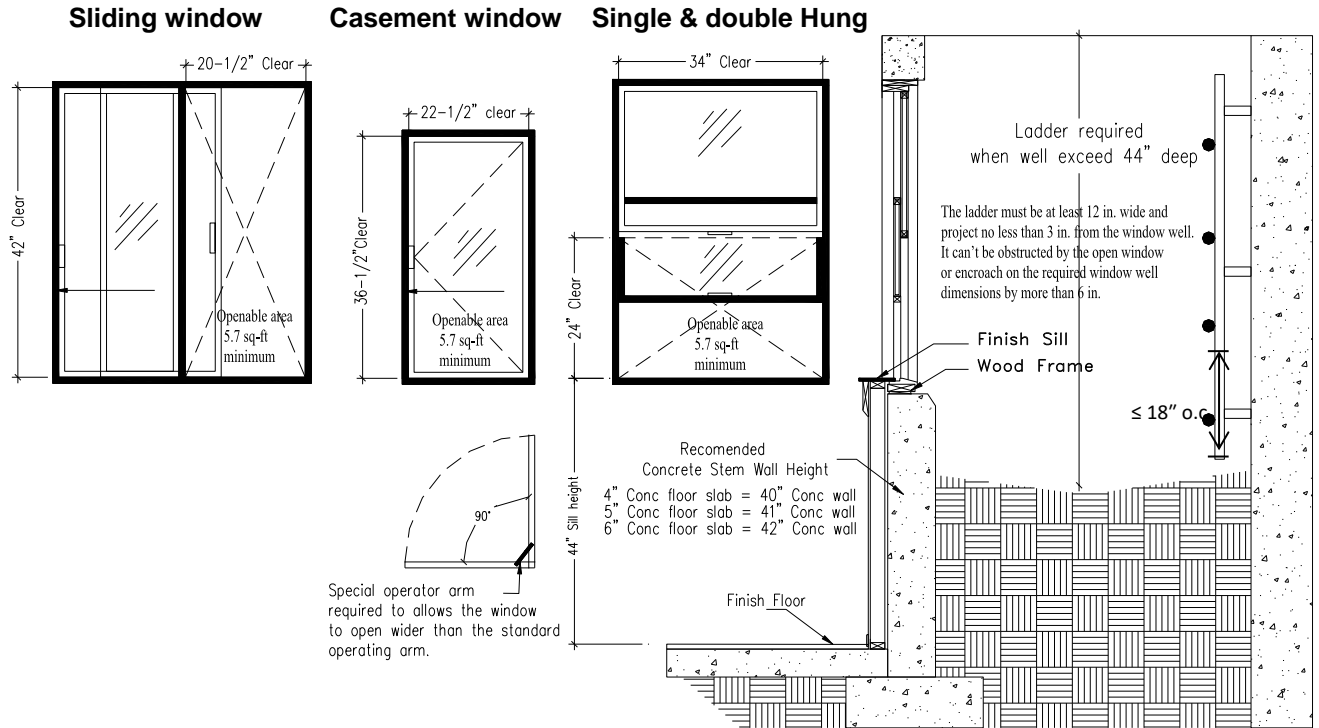 Sliding window
Casement window
Single & double Hung
20-1/2" Clear
42" Clear
Openable area
5.7 sq-ft
minimum
22-1/2" clear
36-1/2"Clear
Openable area
5.7 sq-ft
minimum
90°
Special operator arm
required to allows the window
to open wider than the standard
operating arm.
34" Clear
24" Clear
Openable area
5.7 sq-ft
minimum
44" Sill height
Ladder required
when well exceed 44" deep
The ladder must be at least 12 in. wide and
project no less than 3 in. from the window well.
It can't be obstructed by the open window
or encroach on the required window well
dimensions by more than 6 in.
Finish Sill
Wood Frame
≤ 18" o.c
Recomended
Concrete Stem Wall Height
4" Conc floor slab = 40" Conc wall
5" Conc floor slab = 41" Conc wall
6" Conc floor slab = 42" Conc wall
Finish Floor